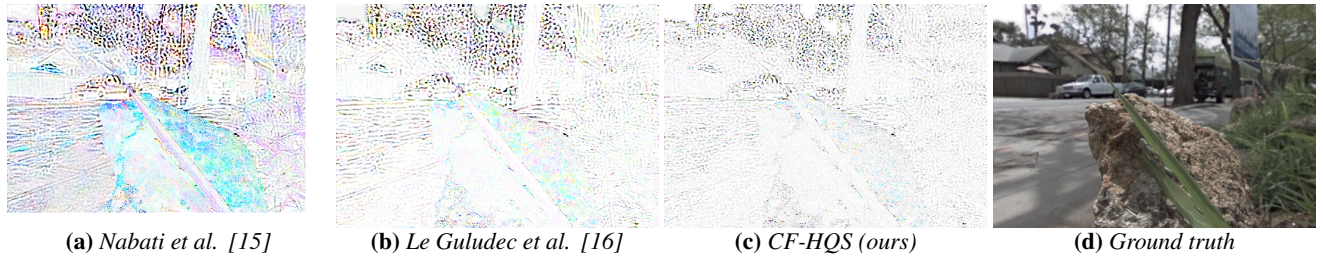 (a) Nabati et al. [15] (b) Le Guludec et al. [16] (c) CF-HQS (ours) (d) Ground truth